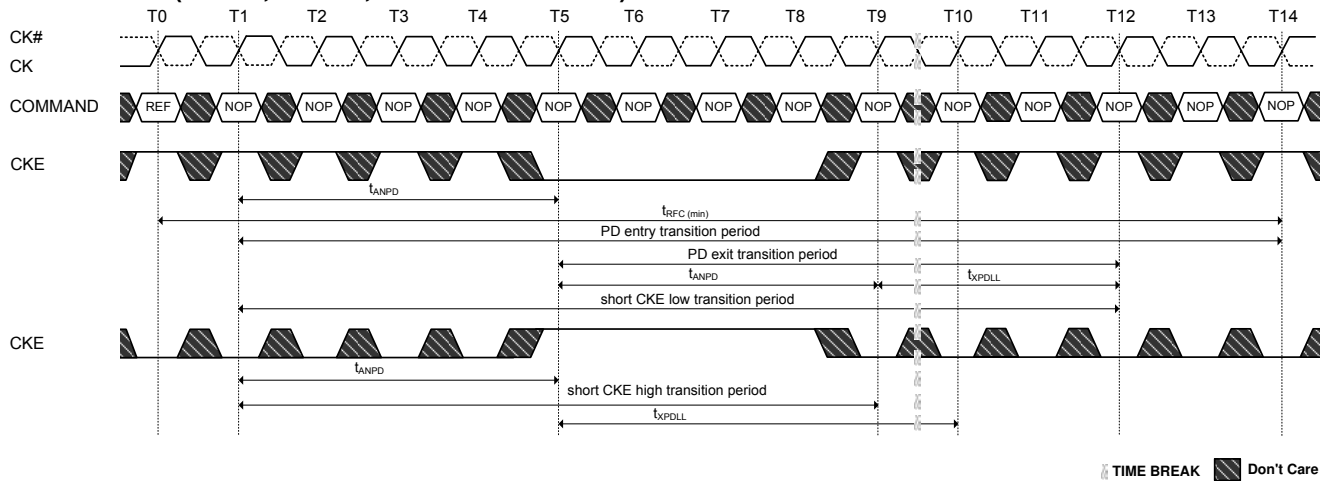 T0 T1 T2 T3 T4 T5 T6 T7 T8 T9 T10 T11 T12 T13 T14
CK#
CK
COMMAND REF NOP NOP NOP NOP NOP NOP NOP NOP NOP NOP NOP NOP NOP NOP
CKE
tANPD
tRFC (min)
PD entry transition period
PD exit transition period
tANPD tXPDLL
short CKE low transition period
CKE
tANPD
short CKE high transition period
tXPDLL
TIME BREAK Don't Care